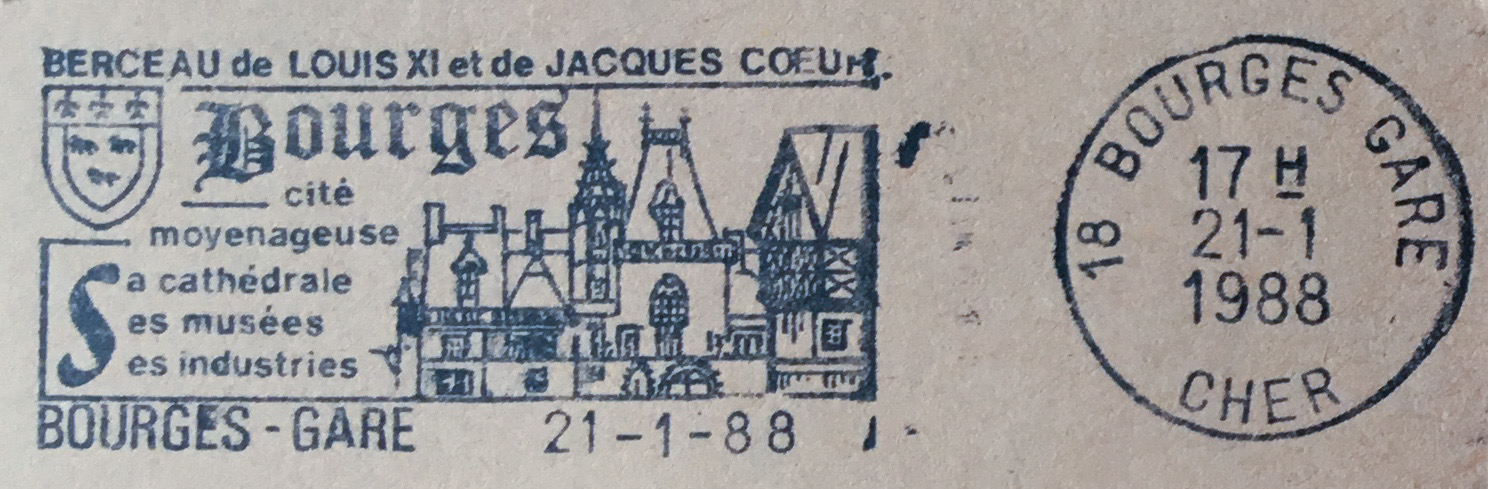 BERCEAU de LOUIS XI et de JACQUES COEUR
Bourges
cité
moyenageuse
Sa cathédrale
Ses musées
Ses industries
BOURGES - GARE 21-1-88
18 BOURGES GARE
17 H
21-1
1988
CHER